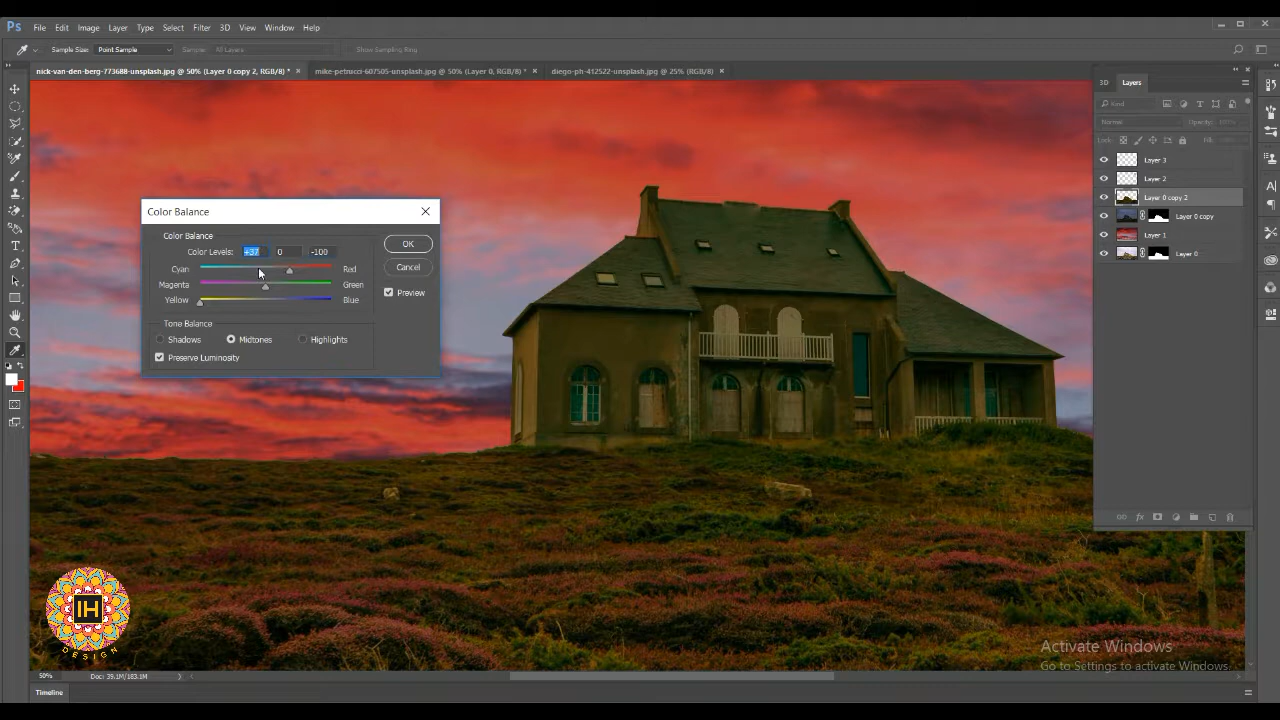 Ps File Edit Image Layer Type Select Filter 3D View Window Help
Sample Size: Point Sample Sample: All Layers Show Sampling Ring
nick-van-den-berg-773688-unsplash.jpg @ 50% (Layer 0 copy 2, RGB/8) * × mike-petrucci-607505-unsplash.jpg @ 50% (Layer 0, RGB/8) * × diego-ph-412522-unsplash.jpg @ 25% (RGB/8) ×
3D Layers
Kind
Normal Opacity: 100%
Lock: Fill:
Layer 3
Layer 2
Layer 0 copy 2
Layer 0 copy
Layer 1
Layer 0
Color Balance
Color Balance
Color Levels: +37 0 -100 OK
Cyan Red Cancel
Magenta Green
Preview
Yellow Blue
Tone Balance
Shadows Midtones Highlights
Preserve Luminosity
IH
DESIGN
Activate Windows
Go to Settings to activate Windows.
50% Doc: 39.1M/183.1M
Timeline